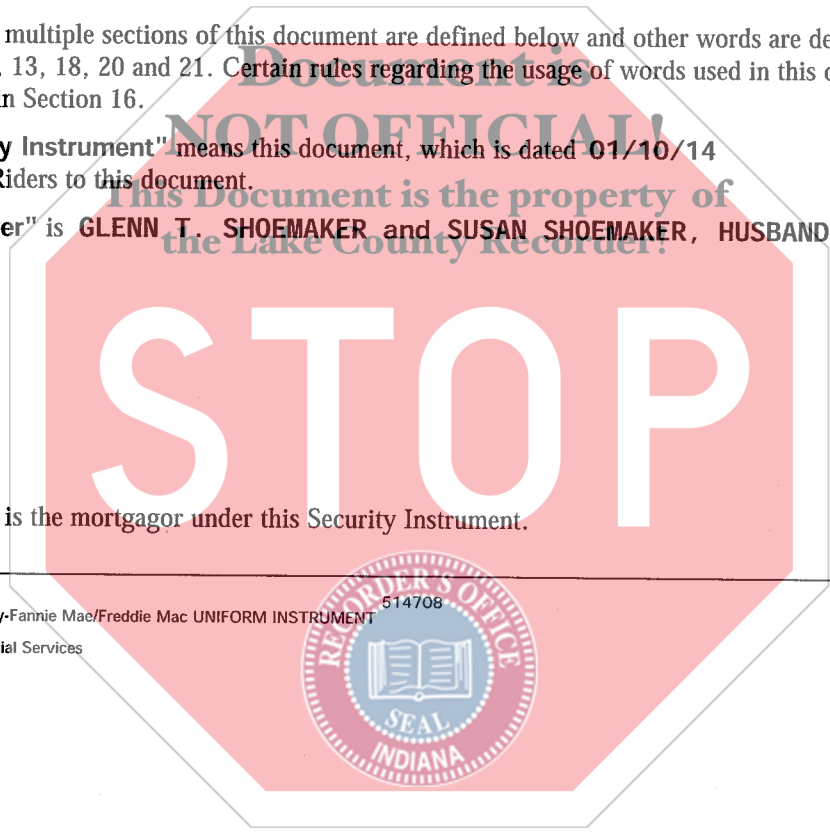 multiple sections of this document are defined below and other words are de
Document is
, 13, 18, 20 and 21. Certain rules regarding the usage of words used in this
n Section 16.
NOT OFFICIAL!
y Instrument" means this document, which is dated 01/10/14
Riders to this document.
This Document is the property of
er" is GLENN T. SHOEMAKER and SUSAN SHOEMAKER, HUSBAND
the Lake County Recorder!
STOP
is the mortgagor under this Security Instrument.
y-Fannie Mae/Freddie Mac UNIFORM INSTRUMENT 514708
ial Services
RECORDER'S OFFICE
SEAL
INDIANA